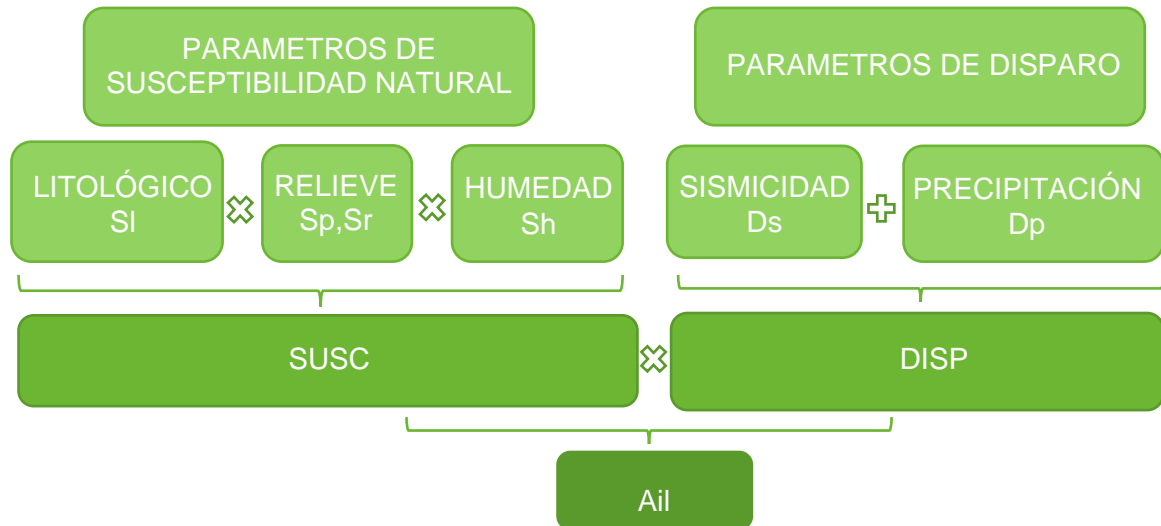 PARAMETROS DE
SUSCEPTIBILIDAD NATURAL
PARAMETROS DE DISPARO
LITOLÓGICO
Sl
RELIEVE
Sp,Sr
HUMEDAD
Sh
SISMICIDAD
Ds
PRECIPITACIÓN
Dp
SUSC
DISP
Ail